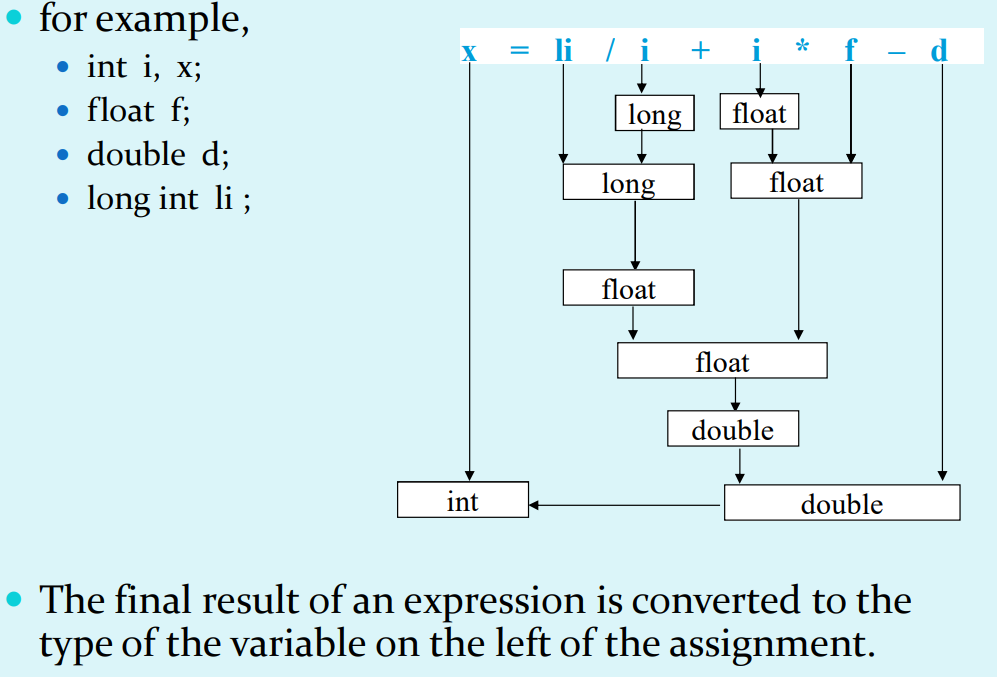 for example,
int i, x;
float f;
double d;
long int li ;
x = li / i + i * f – d
long float
long float
float
float
double
int double
The final result of an expression is converted to the
type of the variable on the left of the assignment.